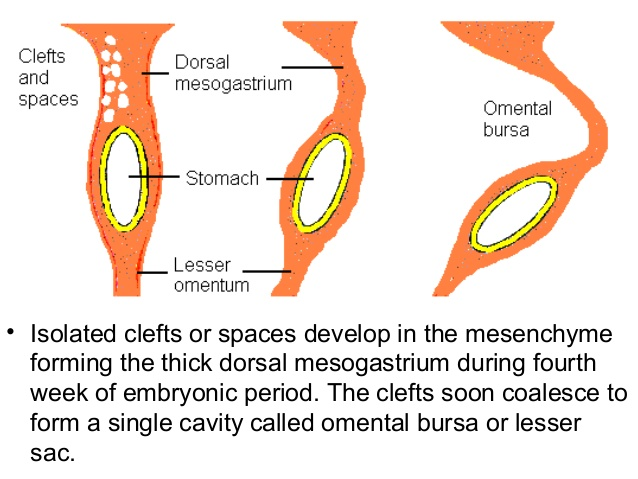 Clefts
and
spaces
Dorsal
mesogastrium
Omental
bursa
Stomach
Lesser
omentum
• Isolated clefts or spaces develop in the mesenchyme
forming the thick dorsal mesogastrium during fourth
week of embryonic period. The clefts soon coalesce to
form a single cavity called omental bursa or lesser
sac.